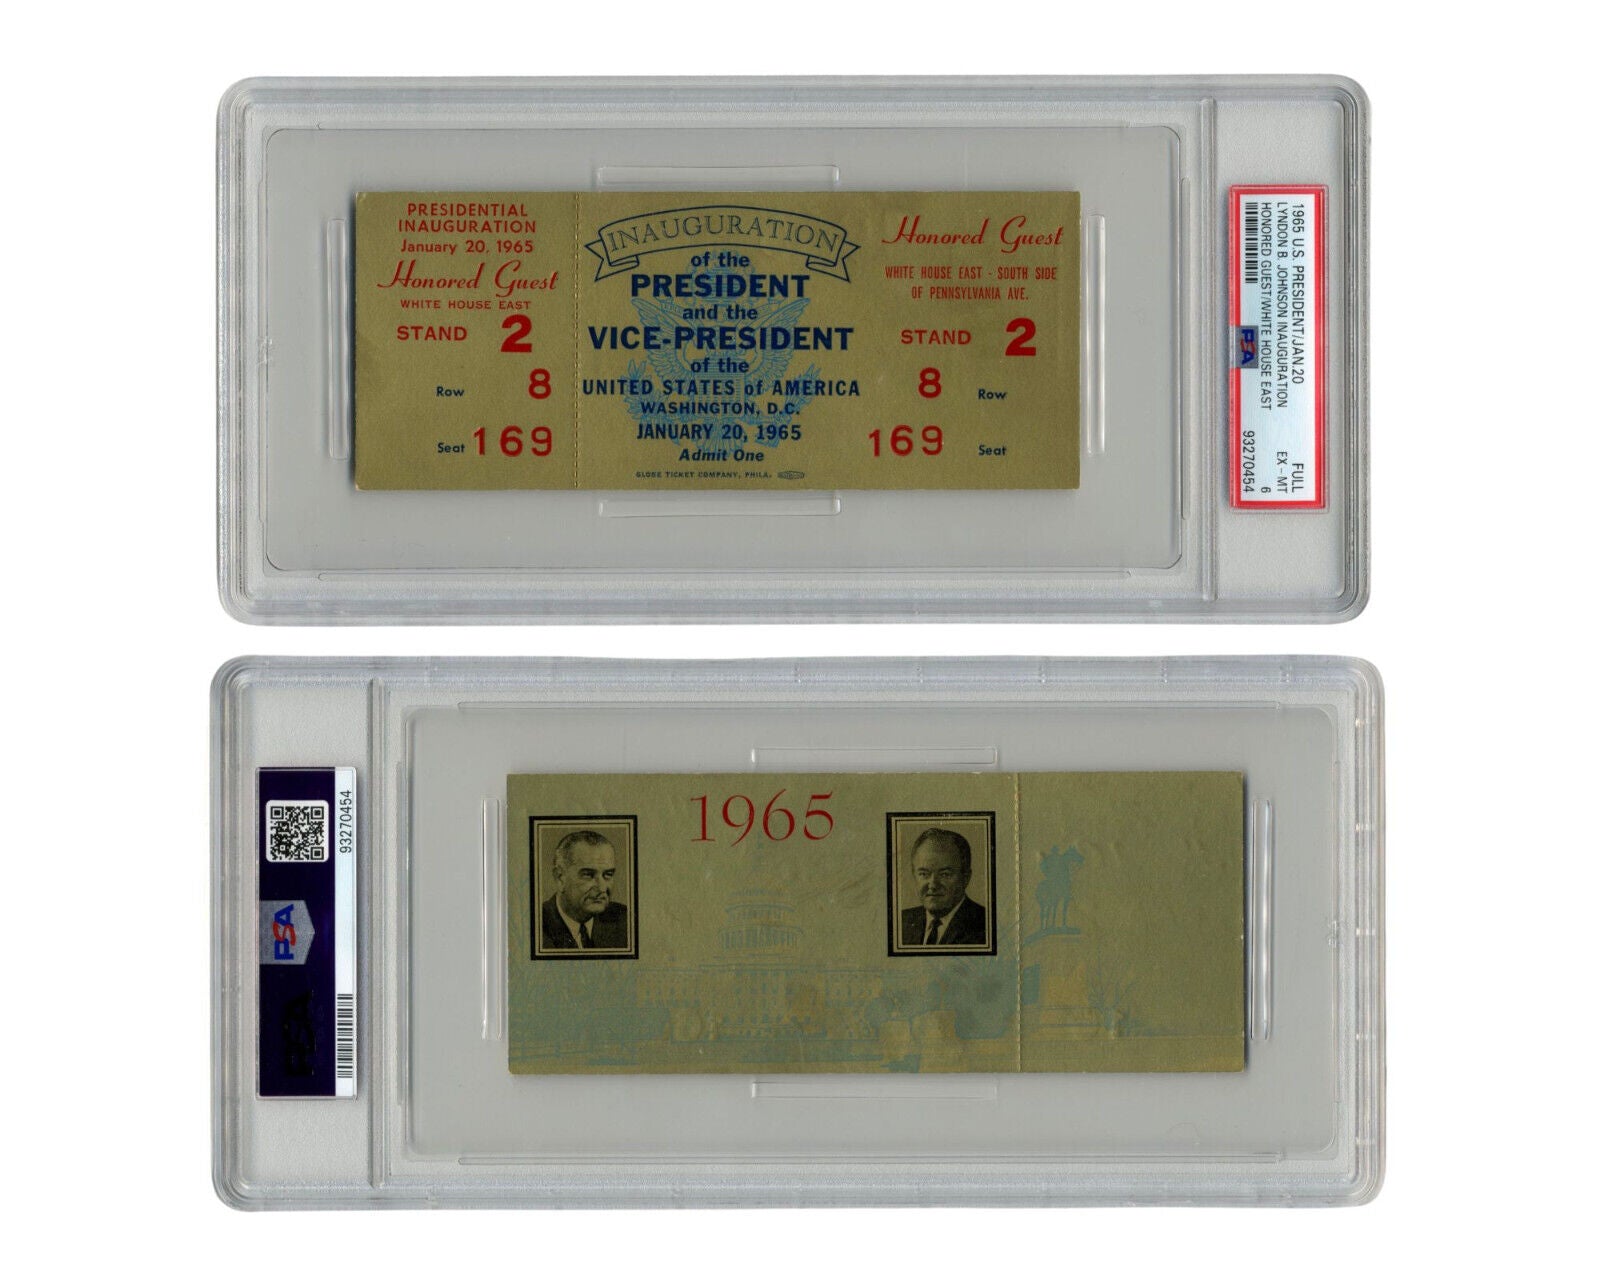 PRESIDENTIAL
INAUGURATION
January 20, 1965
Honored Guest
WHITE HOUSE EAST
STAND 2
Row 8
Seat 169
INAUGURATION
of the
PRESIDENT
and the
VICE-PRESIDENT
of the
UNITED STATES of AMERICA
WASHINGTON, D.C.
JANUARY 20, 1965
Admit One
GLOBE TICKET COMPANY, PHILA.
Honored Guest
WHITE HOUSE EAST - SOUTH SIDE
OF PENNSYLVANIA AVE.
STAND 2
8 Row
169 Seat
1965 U.S. PRESIDENT/JAN.20 FULL
LYNDON B. JOHNSON INAUGURATION EX - MT
HONORED GUEST/WHITE HOUSE EAST 6
PSA 93270454
93270454
PSA
PSA
1965